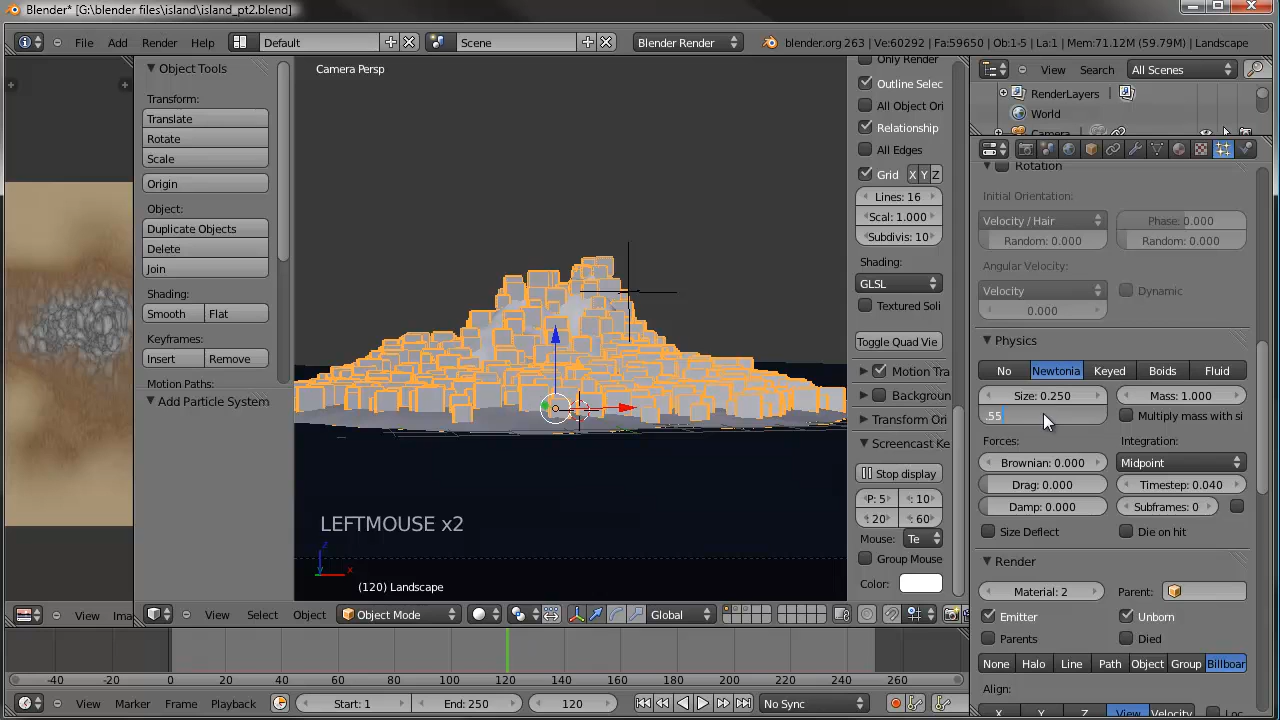 Blender* [G:\blender files\island\island_pt2.blend]
File Add Render Help Default Scene Blender Render blender.org 263 | Ve:60292 | Fa:59650 | Ob:1-5 | La:1 | Mem:71.12M (59.79M) | Landscape
Object Tools
Transform:
Translate
Rotate
Scale
Origin
Object:
Duplicate Objects
Delete
Join
Shading:
Smooth Flat
Keyframes:
Insert Remove
Motion Paths:
Add Particle System
Camera Persp
LEFTMOUSE x2
(120) Landscape
Only Render
Outline Selec
All Object Ori
Relationship
All Edges
Grid X Y Z
Lines: 16
Scal: 1.000
Subdivis: 10
Shading:
GLSL
Textured Soli
Toggle Quad Vie
Motion Tra
Backgroun
Transform Ori
Screencast Ke
Stop display
P: 5 : 10
: 20 : 60
Mouse: Te
Group Mouse
Color:
View Search All Scenes
RenderLayers
World
Camera
Rotation
Initial Orientation:
Velocity / Hair Phase: 0.000
Random: 0.000 Random: 0.000
Angular Velocity:
Velocity Dynamic
0.000
Physics
No Newtonia Keyed Boids Fluid
Size: 0.250 Mass: 1.000
.55 Multiply mass with si
Forces: Integration:
Brownian: 0.000 Midpoint
Drag: 0.000 Timestep: 0.040
Damp: 0.000 Subframes: 0
Size Deflect Die on hit
Render
Material: 2 Parent:
Emitter Unborn
Parents Died
None Halo Line Path Object Group Billboar
Align:
X Y Z View Velocity Loc
View Ima View Select Object Object Mode Global
-40 -20 0 20 40 60 80 100 120 140 160 180 200 220 240 260
View Marker Frame Playback Start: 1 End: 250 120 No Sync